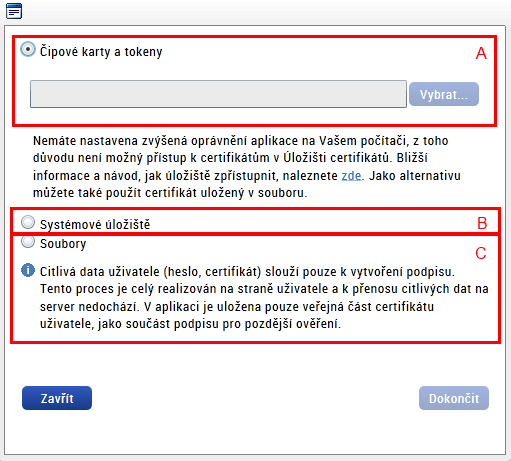 Čipové karty a tokeny
A
Vybrat...
Nemáte nastavena zvýšená oprávnění aplikace na Vašem počítači, z toho
důvodu není možný přístup k certifikátům v Úložišti certifikátů. Bližší
informace a návod, jak úložiště zpřístupnit, naleznete zde. Jako alternativu
můžete také použít certifikát uložený v souboru.
Systémové úložiště
B
Soubory
C
Citlivá data uživatele (heslo, certifikát) slouží pouze k vytvoření podpisu.
Tento proces je celý realizován na straně uživatele a k přenosu citlivých dat na
server nedochází. V aplikaci je uložena pouze veřejná část certifikátu
uživatele, jako součást podpisu pro pozdější ověření.
Zavřít
Dokončit